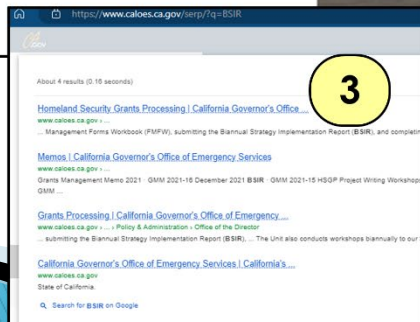 https://www.caloes.ca.gov/serp/?q=BSIR
CA
.GOV
About 4 results (0.16 seconds)
3
Homeland Security Grants Processing | California Governor's Office ...
www.caloes.ca.gov › ...
... Management Forms Workbook (FMFW), submitting the Biannual Strategy Implementation Report (BSIR), and completin
Memos | California Governor's Office of Emergency Services
www.caloes.ca.gov
Grants Management Memo 2021 · GMM 2021-16 December 2021 BSIR · GMM 2021-15 HSGP Project Writing Workshop
GMM ...
Grants Processing | California Governor's Office of Emergency ...
www.caloes.ca.gov › ... › Policy & Administration › Office of the Director
... submitting the Biannual Strategy Implementation Report (BSIR). ... The Unit also conducts workshops biannually to our
California Governor's Office of Emergency Services | California's ...
www.caloes.ca.gov
State of California.
Search for BSIR on Google